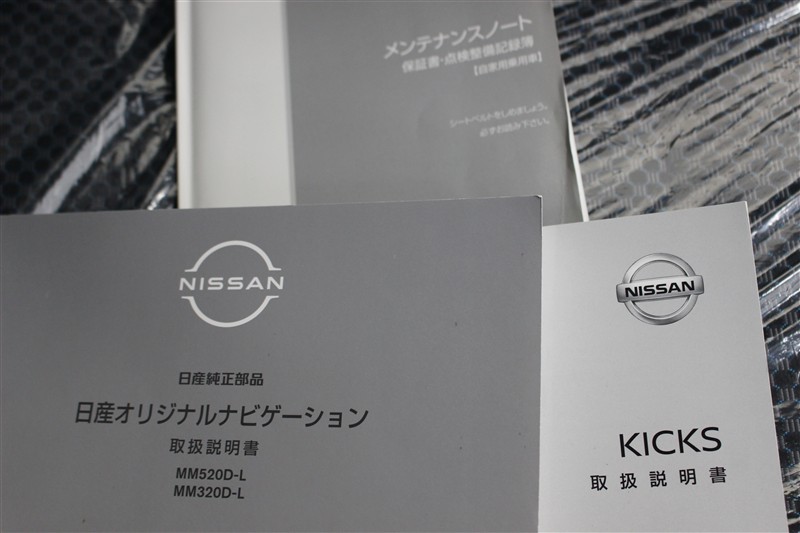 メンテナンスノート
保証書・点検整備記録簿
【自家用乗用車】
シートベルトをしめましょう。
必ずお読み下さい。
NISSAN
日産純正部品
日産オリジナルナビゲーション
取扱説明書
MM520D-L
MM320D-L
NISSAN
KICKS
取扱説明書